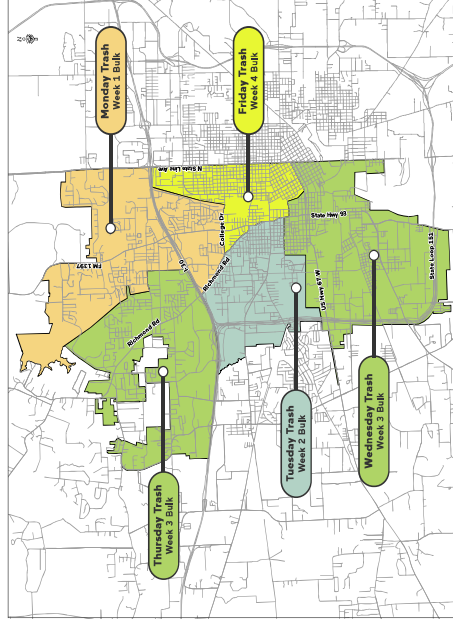 North
Monday Trash
Week 1 Bulk
Friday Trash
Week 4 Bulk
N State Line Ave
College Dr
State Hwy 93
FM 1397
I-30
Richmond Rd
Richmond Rd
US Hwy 67 W
State Loop 151
Thursday Trash
Week 3 Bulk
Tuesday Trash
Week 2 Bulk
Wednesday Trash
Week 3 Bulk